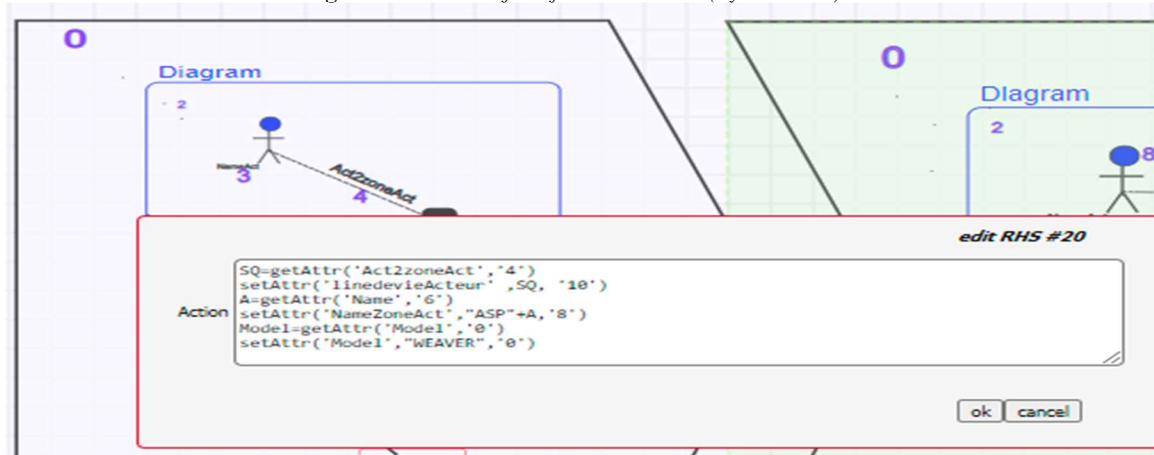 0
Diagram
2
NameAct
3
Act2zoneAct
4
0
DIagram
2
8
edit RHS #20
Action
SQ=getAttr('Act2zoneAct','4')
setAttr('linedevieActeur' ,SQ, '10')
A=getAttr('Name','6')
setAttr('NameZoneAct',"ASP"+A,'8')
Model=getAttr('Model','0')
setAttr('Model',"WEAVER",'0')
ok cancel